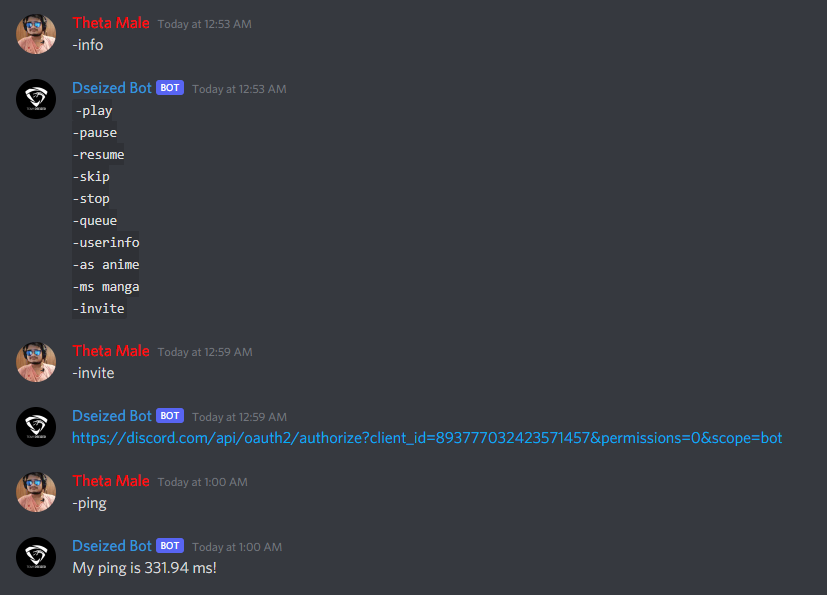 Theta Male Today at 12:53 AM
-info
Dseized Bot BOT Today at 12:53 AM
-play
-pause
-resume
-skip
-stop
-queue
-userinfo
-as anime
-ms manga
-invite
Theta Male Today at 12:59 AM
-invite
Dseized Bot BOT Today at 12:59 AM
https://discord.com/api/oauth2/authorize?client_id=893777032423571457&permissions=0&scope=bot
Theta Male Today at 1:00 AM
-ping
Dseized Bot BOT Today at 1:00 AM
My ping is 331.94 ms!